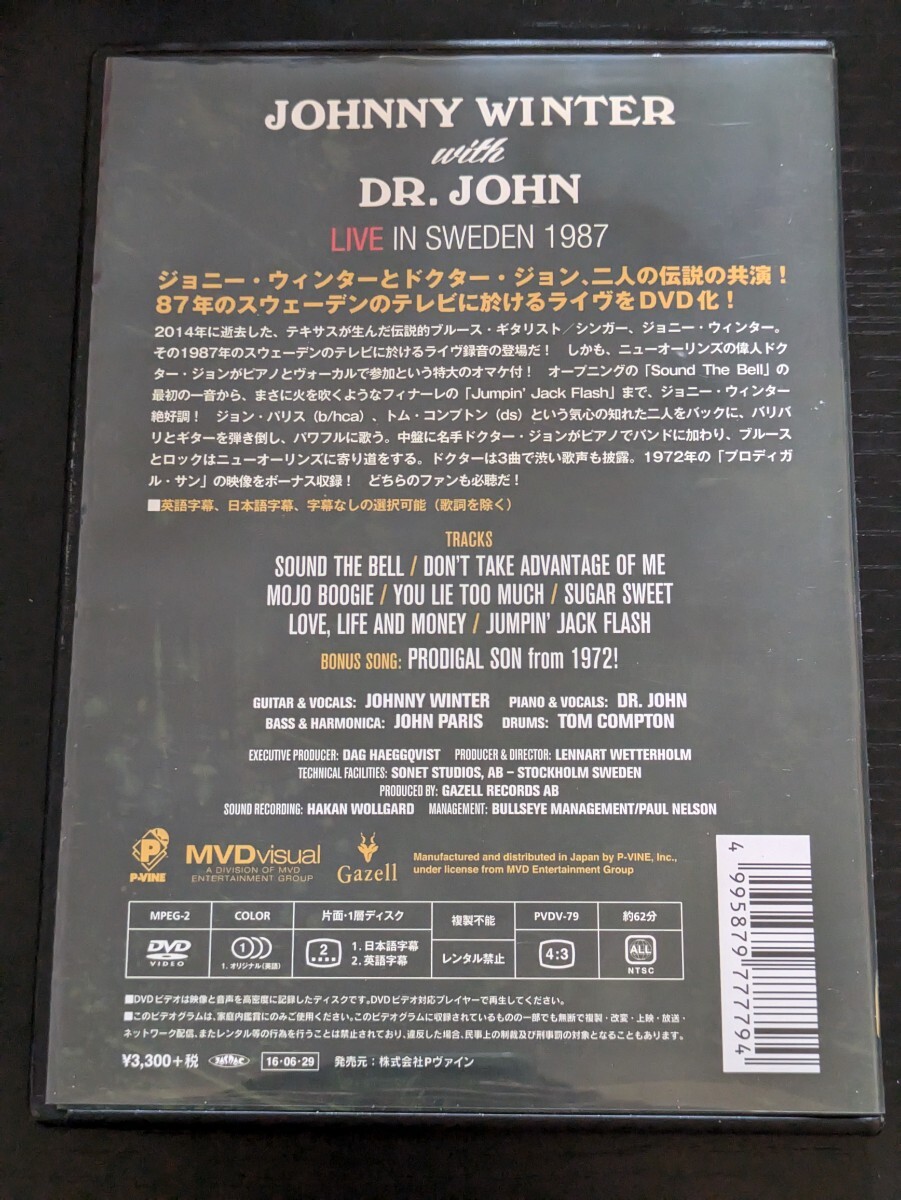 JOHNNY WINTER
with
DR. JOHN
LIVE IN SWEDEN 1987
ジョニー・ウィンターとドクター・ジョン、二人の伝説の共演！
87年のスウェーデンのテレビに於けるライヴをDVD化！
2014年に逝去した、テキサスが生んだ伝説的ブルース・ギタリスト／シンガー、ジョニー・ウィンター。
その1987年のスウェーデンのテレビに於けるライヴ録音の登場だ！ しかも、ニューオーリンズの偉人ドク
ター・ジョンがピアノとヴォーカルで参加という特大のオマケ付！ オープニングの「Sound The Bell」の
最初の一音から、まさに火を吹くようなフィナーレの「Jumpin' Jack Flash」まで、ジョニー・ウィンター
絶好調！ ジョン・パリス（b/hca）、トム・コンプトン（ds）という気心の知れた二人をバックに、バリバ
リとギターを弾き倒し、パワフルに歌う。中盤に名手ドクター・ジョンがピアノでバンドに加わり、ブルース
とロックはニューオーリンズに寄り道をする。ドクターは3曲で渋い歌声も披露。1972年の「プロディガ
ル・サン」の映像をボーナス収録！ どちらのファンも必聴だ！
■英語字幕、日本語字幕、字幕なしの選択可能（歌詞を除く）
TRACKS
SOUND THE BELL / DON'T TAKE ADVANTAGE OF ME
MOJO BOOGIE / YOU LIE TOO MUCH / SUGAR SWEET
LOVE, LIFE AND MONEY / JUMPIN' JACK FLASH
BONUS SONG: PRODIGAL SON from 1972!
GUITAR & VOCALS: JOHNNY WINTER PIANO & VOCALS: DR. JOHN
BASS & HARMONICA: JOHN PARIS DRUMS: TOM COMPTON
EXECUTIVE PRODUCER: DAG HAEGGQVIST PRODUCER & DIRECTOR: LENNART WETTERHOLM
TECHNICAL FACILITIES: SONET STUDIOS, AB – STOCKHOLM SWEDEN
PRODUCED BY: GAZELL RECORDS AB
SOUND RECORDING: HAKAN WOLLGARD MANAGEMENT: BULLSEYE MANAGEMENT/PAUL NELSON
P-VINE
MVDvisual
A DIVISION OF MVD
ENTERTAINMENT GROUP
Gazell
Manufactured and distributed in Japan by P-VINE, Inc.,
under license from MVD Entertainment Group
MPEG-2 COLOR 片面・1層ディスク 複製不能 PVDV-79 約62分
DVD VIDEO
1
1. オリジナル(英語)
2
1. 日本語字幕
2. 英語字幕
レンタル禁止
4:3
ALL
NTSC
■DVDビデオは映像と音声を高密度に記録したディスクです。DVDビデオ対応プレイヤーで再生してください。
■このビデオグラムは、家庭内鑑賞にのみご使用ください。このビデオグラムに収録されているものの一部でも無断で複製・改変・上映・放送・
ネットワーク配信、またレンタル等の行為を行うことは禁止されており、違反した場合、民事上の制裁及び刑事罰の対象となることもあります。
¥3,300+税 16・06・29 発売元：株式会社Pヴァイン
4995879777794